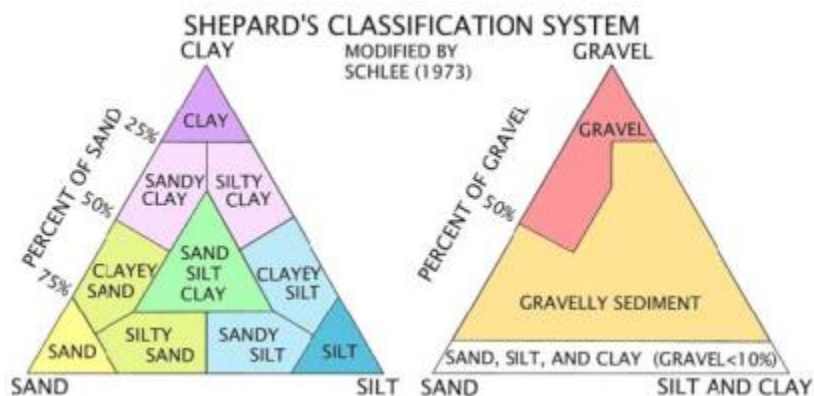 SHEPARD'S CLASSIFICATION SYSTEM
MODIFIED BY
SCHLEE (1973)
CLAY
PERCENT OF SAND
25%
50%
75%
CLAY
SANDY
CLAY
SILTY
CLAY
SAND
SILT
CLAY
CLAYEY
SAND
CLAYEY
SILT
SAND
SILTY
SAND
SANDY
SILT
SILT
SAND
SILT
GRAVEL
PERCENT OF GRAVEL
50%
GRAVEL
GRAVELLY SEDIMENT
SAND, SILT, AND CLAY (GRAVEL<10%)
SAND
SILT AND CLAY